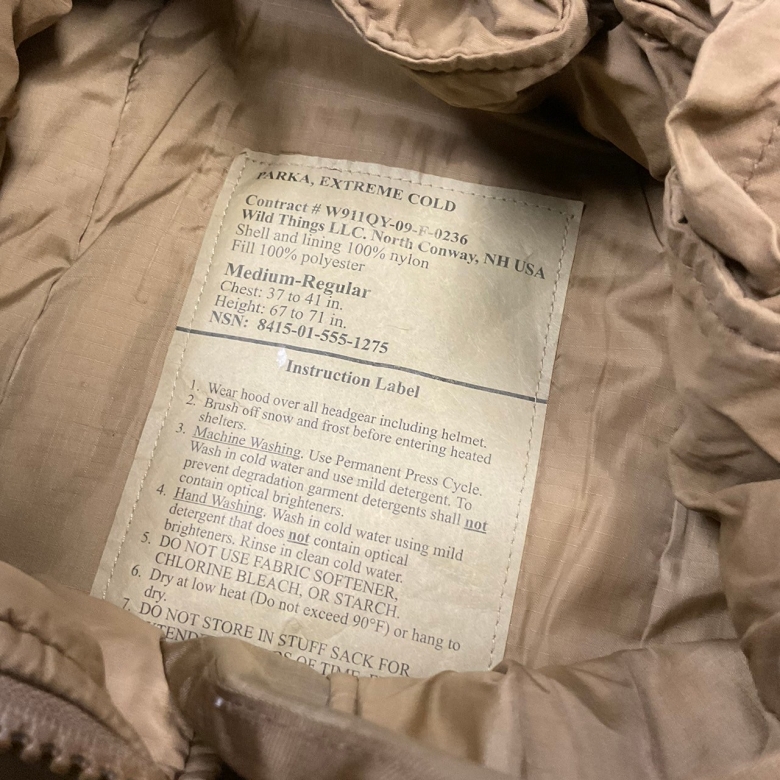 PARKA, EXTREME COLD
Contract # W911QY-09-F-0236
Wild Things LLC. North Conway, NH USA
Shell and lining 100% nylon
Fill 100% polyester
Medium-Regular
Chest: 37 to 41 in.
Height: 67 to 71 in.
NSN: 8415-01-555-1275
Instruction Label
1. Wear hood over all headgear including helmet.
2. Brush off snow and frost before entering heated
shelters.
3. Machine Washing. Use Permanent Press Cycle.
Wash in cold water and use mild detergent. To
prevent degradation garment detergents shall not
contain optical brighteners.
4. Hand Washing. Wash in cold water using mild
detergent that does not contain optical
brighteners. Rinse in clean cold water.
5. DO NOT USE FABRIC SOFTENER,
CHLORINE BLEACH, OR STARCH.
6. Dry at low heat (Do not exceed 90°F) or hang to
dry.
7. DO NOT STORE IN STUFF SACK FOR
OF TIME.